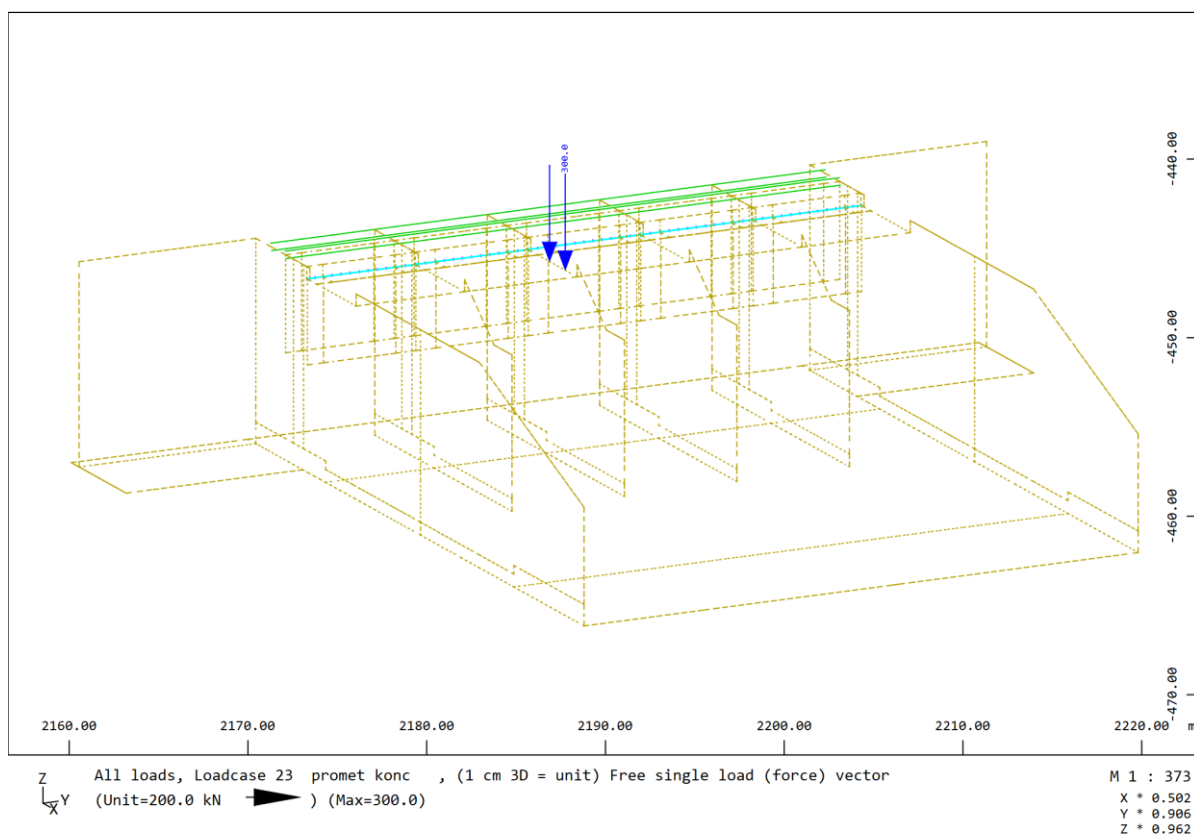 300.0
-440.00
-450.00
-460.00
-470.00
2160.00 2170.00 2180.00 2190.00 2200.00 2210.00 2220.00 m
Z
Y
X
All loads, Loadcase 23 promet konc , (1 cm 3D = unit) Free single load (force) vector
(Unit=200.0 kN ) (Max=300.0)
M 1 : 373
X * 0.502
Y * 0.906
Z * 0.962